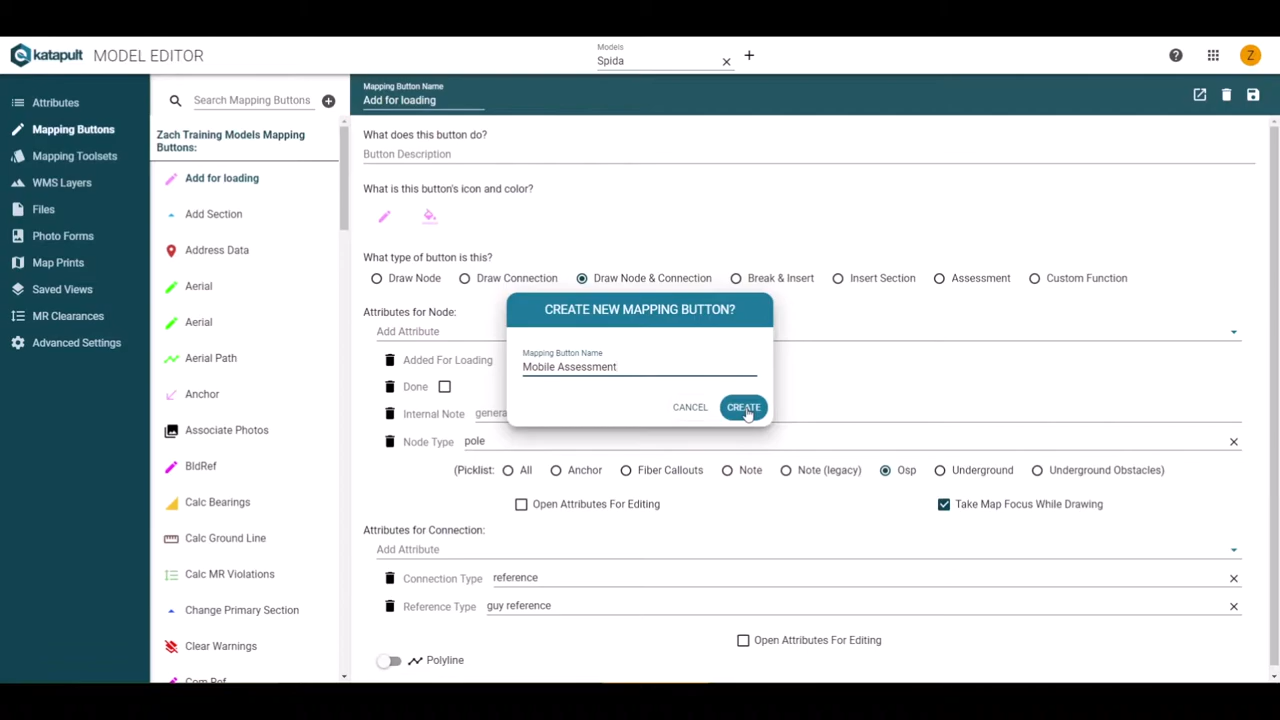 katapult MODEL EDITOR
Models
Spida
Z
Attributes
Mapping Buttons
Mapping Toolsets
WMS Layers
Files
Photo Forms
Map Prints
Saved Views
MR Clearances
Advanced Settings
Search Mapping Buttons
Zach Training Models Mapping
Buttons:
Add for loading
Add Section
Address Data
Aerial
Aerial
Aerial Path
Anchor
Associate Photos
BldRef
Calc Bearings
Calc Ground Line
Calc MR Violations
Change Primary Section
Clear Warnings
Com Ref
Mapping Button Name
Add for loading
What does this button do?
Button Description
What is this button's icon and color?
What type of button is this?
Draw Node Draw Connection Draw Node & Connection Break & Insert Insert Section Assessment Custom Function
Attributes for Node:
Add Attribute
Added For Loading
Done
Internal Note
Node Type pole
(Picklist: All Anchor Fiber Callouts Note Note (legacy) Osp Underground Underground Obstacles)
Open Attributes For Editing Take Map Focus While Drawing
Attributes for Connection:
Add Attribute
Connection Type reference
Reference Type guy reference
Open Attributes For Editing
Polyline
CREATE NEW MAPPING BUTTON?
Mapping Button Name
Mobile Assessment
CANCEL CREATE